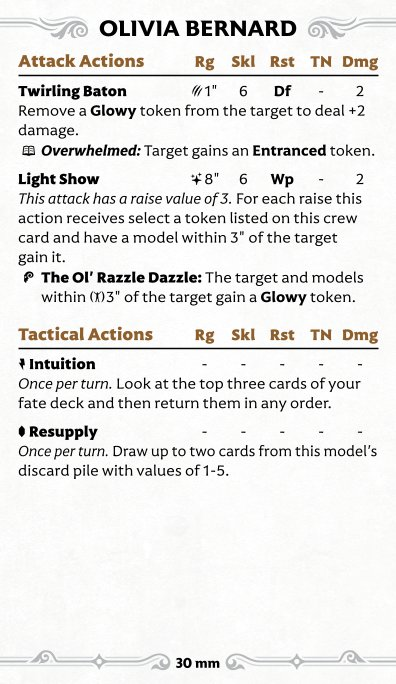 OLIVIA BERNARD
Attack Actions Rg Skl Rst TN Dmg
Twirling Baton 1" 6 Df - 2
Remove a Glowy token from the target to deal +2
damage.
Overwhelmed: Target gains an Entranced token.
Light Show 8" 6 Wp - 2
This attack has a raise value of 3. For each raise this
action receives select a token listed on this crew
card and have a model within 3" of the target
gain it.
The Ol’ Razzle Dazzle: The target and models
within 3" of the target gain a Glowy token.
Tactical Actions Rg Skl Rst TN Dmg
Intuition - - - - -
Once per turn. Look at the top three cards of your
fate deck and then return them in any order.
Resupply - - - - -
Once per turn. Draw up to two cards from this model’s
discard pile with values of 1-5.
30 mm